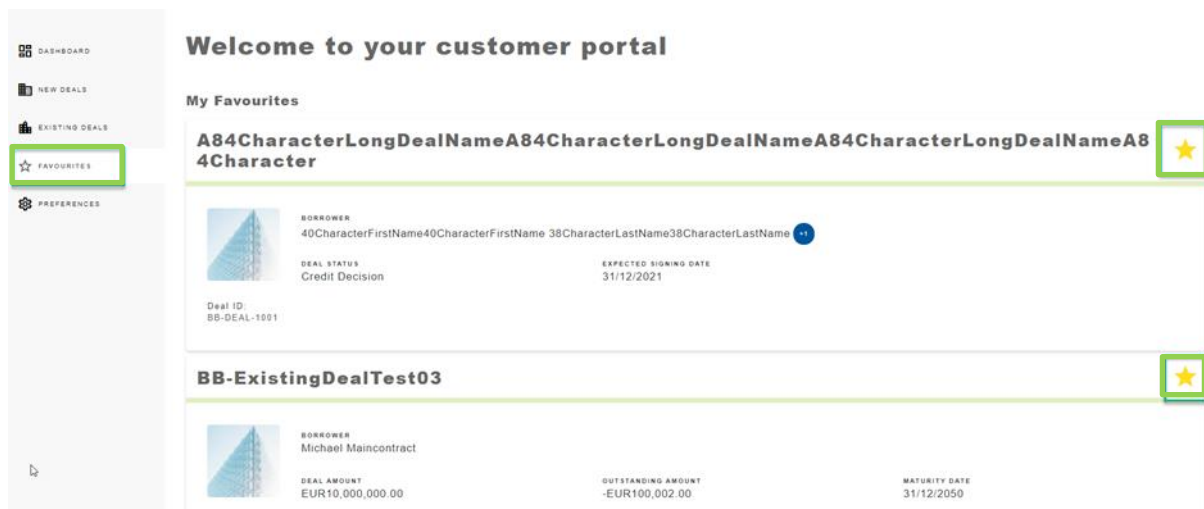 DASHBOARD
NEW DEALS
EXISTING DEALS
FAVOURITES
PREFERENCES
Welcome to your customer portal
My Favourites
A84CharacterLongDealNameA84CharacterLongDealNameA84CharacterLongDealNameA8
4Character
BORROWER
40CharacterFirstName40CharacterFirstName 38CharacterLastName38CharacterLastName +1
DEAL STATUS EXPECTED SIGNING DATE
Credit Decision 31/12/2021
Deal ID:
BB-DEAL-1001
BB-ExistingDealTest03
BORROWER
Michael Maincontract
DEAL AMOUNT OUTSTANDING AMOUNT MATURITY DATE
EUR10,000,000.00 -EUR100,002.00 31/12/2050